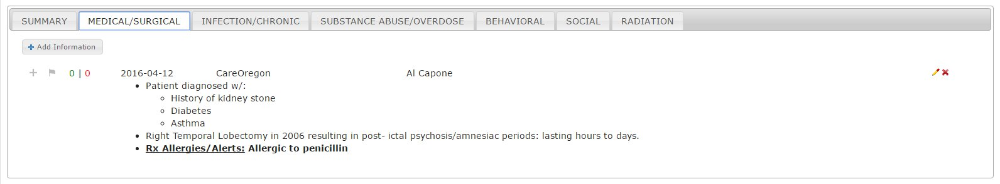 SUMMARY MEDICAL/SURGICAL INFECTION/CHRONIC SUBSTANCE ABUSE/OVERDOSE BEHAVIORAL SOCIAL RADIATION
Add Information
0 | 0 2016-04-12 CareOregon Al Capone
Patient diagnosed w/:
History of kidney stone
Diabetes
Asthma
Right Temporal Lobectomy in 2006 resulting in post- ictal psychosis/amnesiac periods: lasting hours to days.
Rx Allergies/Alerts: Allergic to penicillin